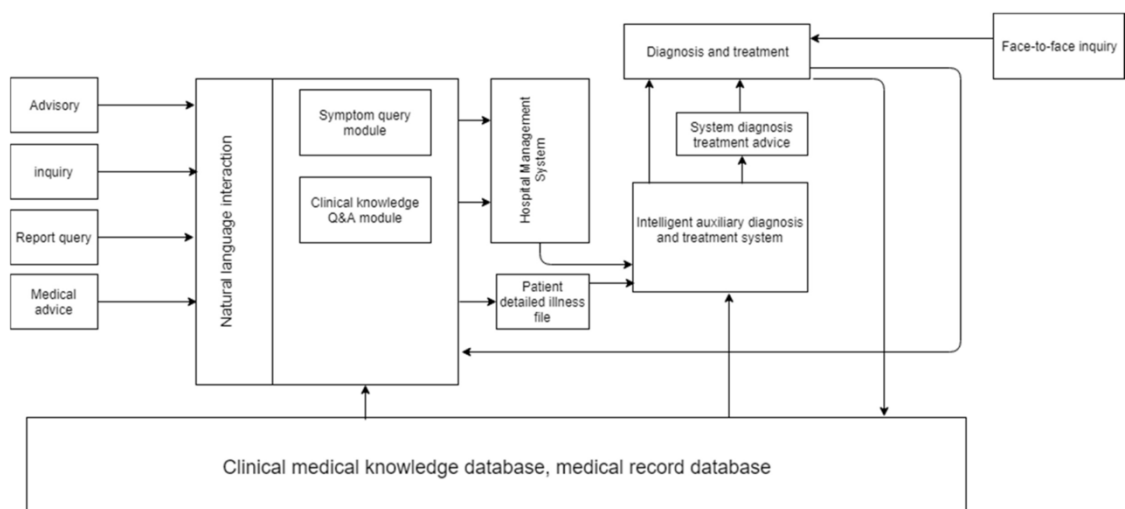 Advisory
inquiry
Report query
Medical
advice
Natural language interaction
Symptom query
module
Clinical knowledge
Q&A module
Hospital Management
System
Patient
detailed illness
file
Diagnosis and treatment
System diagnosis
treatment advice
Intelligent auxiliary diagnosis
and treatment system
Face-to-face inquiry
Clinical medical knowledge database, medical record database